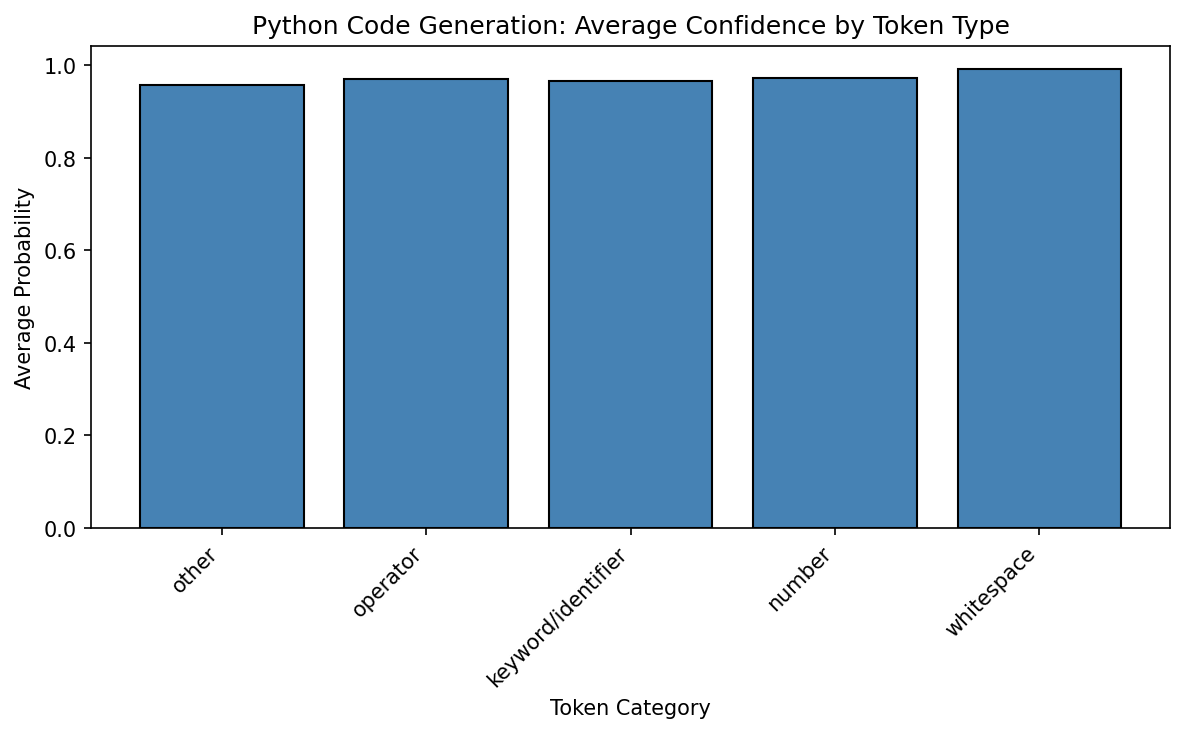 Python Code Generation: Average Confidence by Token Type
Average Probability
1.0
0.8
0.6
0.4
0.2
0.0
other
operator
keyword/identifier
number
whitespace
Token Category